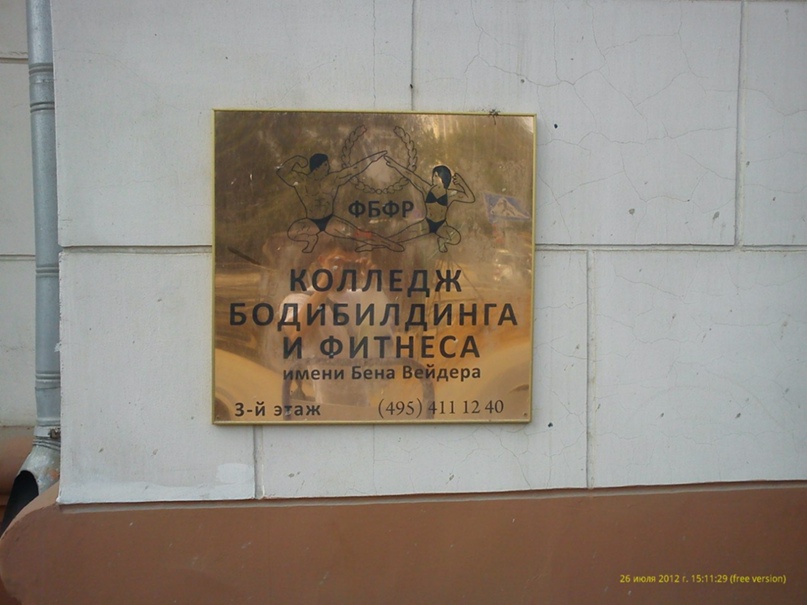 ФБФР
КОЛЛЕДЖ
БОДИБИЛДИНГА
И ФИТНЕСА
имени Бена Вейдера
3-й этаж (495) 411 12 40
26 июля 2012 г. 15:11:29 (free version)